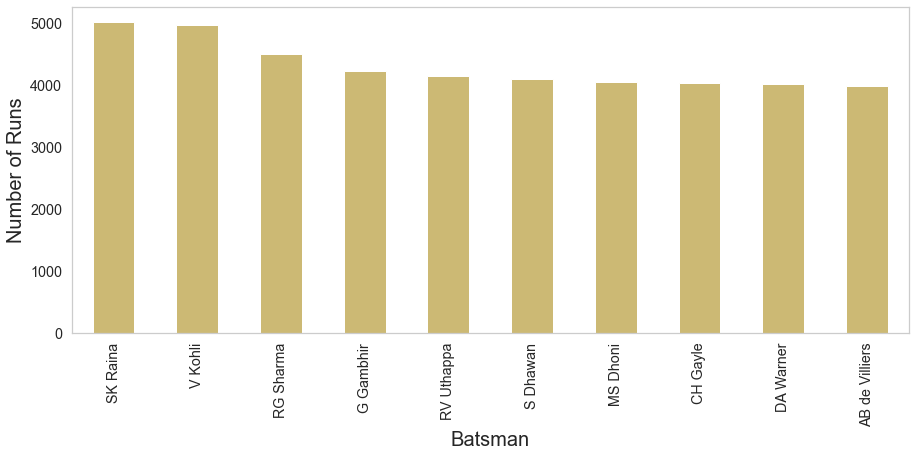 Number of Runs
5000
4000
3000
2000
1000
0
SK Raina
V Kohli
RG Sharma
G Gambhir
RV Uthappa
S Dhawan
MS Dhoni
CH Gayle
DA Warner
AB de Villiers
Batsman